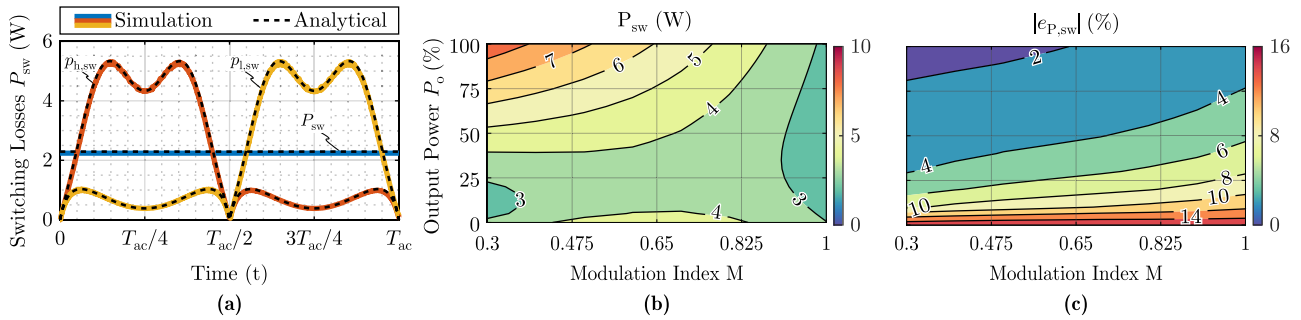 Simulation Analytical
Switching Losses P_sw (W)
6
4
2
0
p_h,sw
p_l,sw
P_sw
0 T_ac/4 T_ac/2 3T_ac/4 T_ac
Time (t)
(a)
P_sw (W)
Output Power P_o (%)
100
75
50
25
0
7 6 5 4
3 4 3
0.3 0.475 0.65 0.825 1
Modulation Index M
10
5
0
(b)
|e_P,sw| (%)
2
4
4 6
8
10 10
14
0.3 0.475 0.65 0.825 1
Modulation Index M
16
8
0
(c)